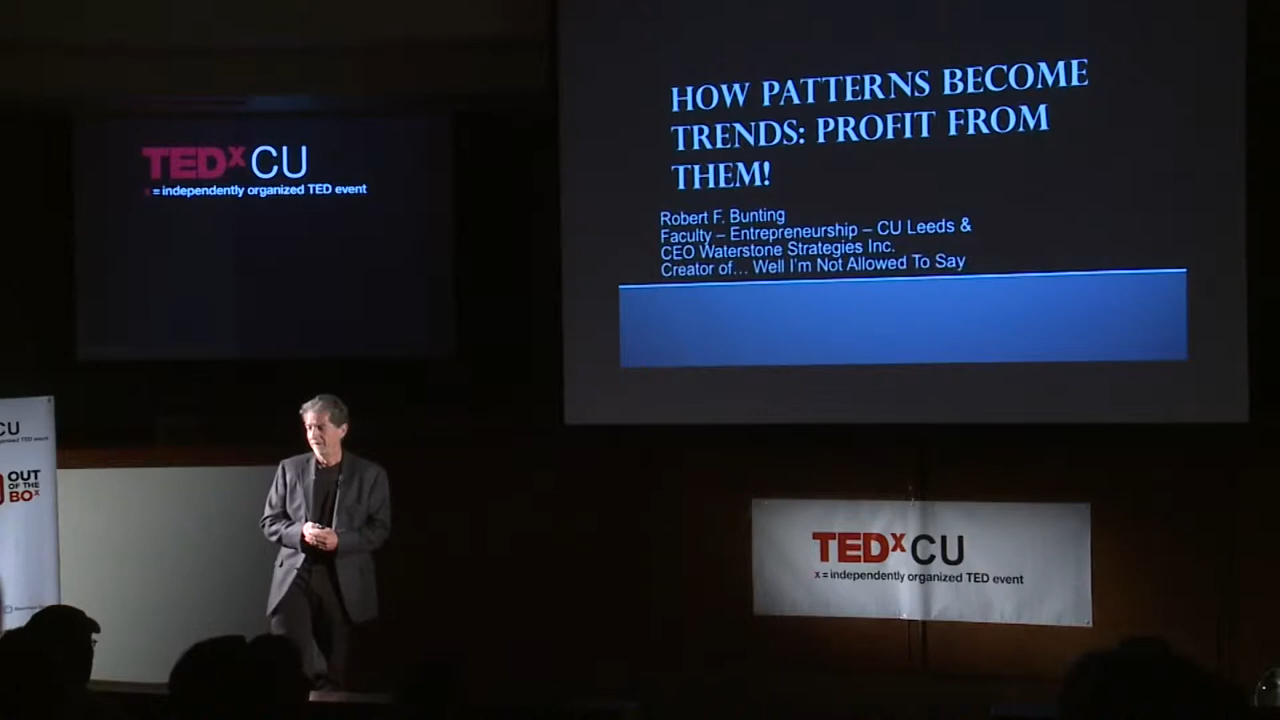 HOW PATTERNS BECOME
TRENDS: PROFIT FROM
THEM!
Robert F. Bunting
Faculty – Entrepreneurship – CU Leeds &
CEO Waterstone Strategies Inc.
Creator of... Well I'm Not Allowed To Say
TEDx CU
x = independently organized TED event
CU
OUT
OF THE
BOx
TEDx CU
x = independently organized TED event